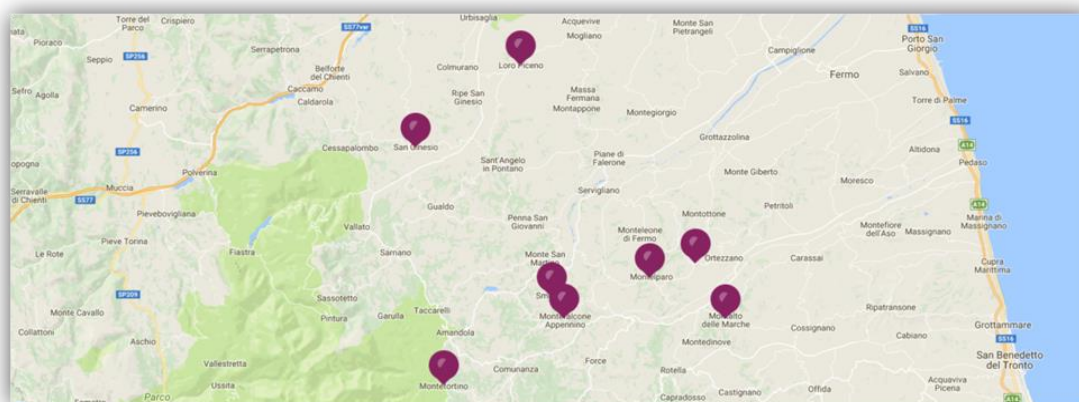 Urbisaglia
Acquevive
Torre del
Parco
Crispiero
SS77var
SS16
Monte San
Pietrangeli
Pioraco
Serrapetrona
Mogliano
Porto San
Giorgio
Seppio
SP256
Belforte
del Chienti
Colmurano
Loro Piceno
Campiglione
Fermo
Salvano
Sefro
Agolla
Caccamo
Caldarola
Ripe San
Ginesio
Massa
Fermana
Montappone
Camerino
Montegiorgio
Torre di Palme
SS16
Grottazzolina
Cessapalombo
San Ginesio
A14
SP256
Sant'Angelo
in Pontano
Piane di
Falerone
Altidona
Pedaso
Serravalle
di Chienti
Muccia
Polverina
Monte Giberto
Moresco
SS77
Servigliano
A14
Pievebovigliana
Gualdo
Petritoli
Penna San
Giovanni
Montottone
Marina di
Massignano
Vallato
Monteleone
di Fermo
Montefiore
dell'Aso
Massignano
Pieve Torina
Le Rote
Fiastra
Sarnano
Monte San
Martino
Ortezzano
Carassai
Cupra
Marittima
Montelparo
SP209
Sassotetto
Ripatransone
Monte Cavallo
Pintura
Garulla
Taccarelli
Appennino
delle Marche
Grottammare
Collattoni
Amandola
Cossignano
Cabiano
Aschio
SS16
Montedinove
San Benedetto
del Tronto
Vallestretta
Comunanza
Force
Rotella
Ussita
Montefortino
Acquaviva
Picena
Parco
Castignano
Offida
Capradosso